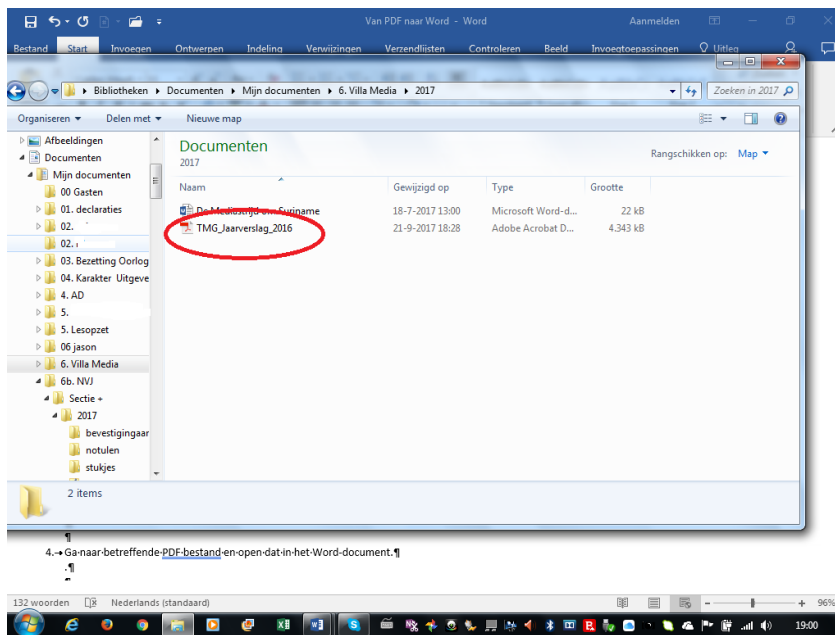 Van PDF naar Word - Word
Aanmelden
Bestand Start Invoegen Ontwerpen Indeling Verwijzingen Verzendlijsten Controleren Beeld Invoegtoepassingen Uitleg
Bibliotheken Documenten Mijn documenten 6. Villa Media 2017
Zoeken in 2017
Organiseren Delen met Nieuwe map
Afbeeldingen
Documenten
Mijn documenten
00 Gasten
01. declaraties
02.
02.
03. Bezetting Oorlog
04. Karakter Uitgeve
4. AD
5.
5. Lesopzet
06 jason
6. Villa Media
6b. NVJ
Sectie +
2017
bevestigingaar
notulen
stukjes
Documenten
2017
Rangschikken op: Map
Naam Gewijzigd op Type Grootte
De Mediastrijd om Suriname 18-7-2017 13:00 Microsoft Word-d... 22 kB
TMG_Jaarverslag_2016 21-9-2017 18:28 Adobe Acrobat D... 4.343 kB
2 items
¶
4.→Ga·naar·betreffende·PDF·bestand·en·open·dat·in·het·Word-document.¶
.¶
132 woorden Nederlands (standaard) 96%
19:00